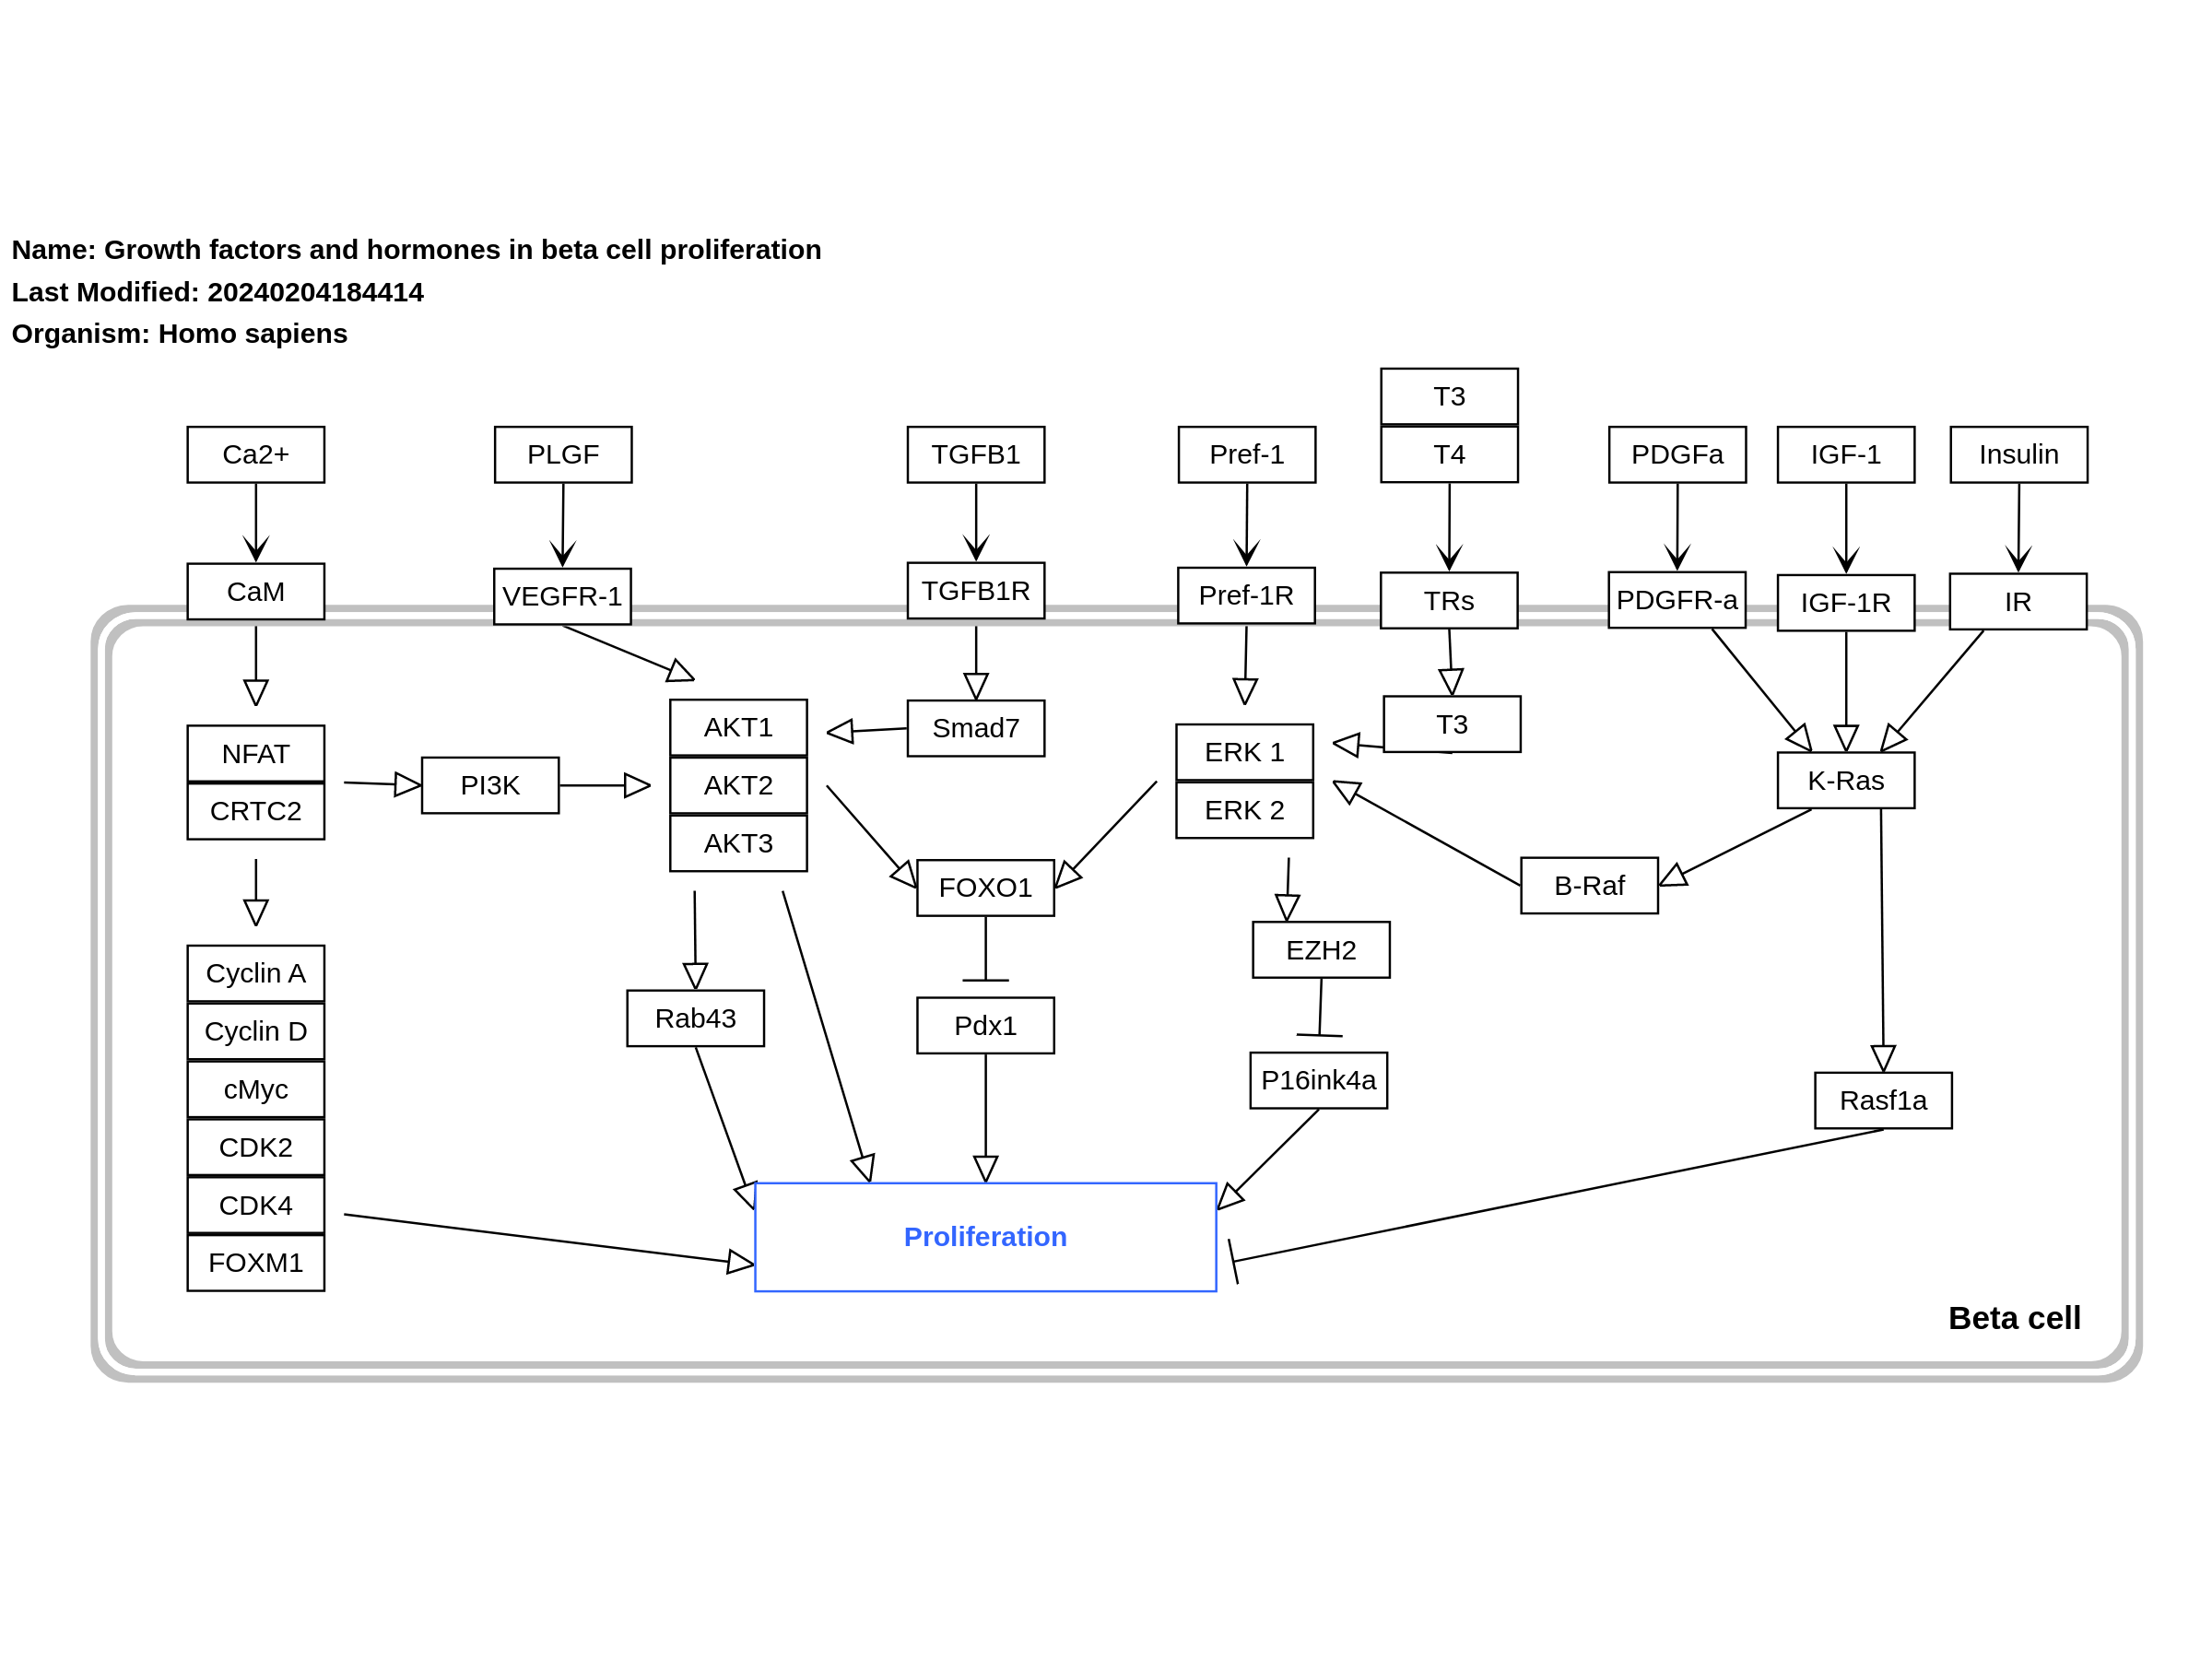 Name: Growth factors and hormones in beta cell proliferation
Last Modified: 20240204184414
Organism: Homo sapiens
T3
Ca2+
PLGF
TGFB1
Pref-1
T4
PDGFa
IGF-1
Insulin
CaM
VEGFR-1
TGFB1R
Pref-1R
TRs
PDGFR-a
IGF-1R
IR
NFAT
CRTC2
PI3K
AKT1
AKT2
AKT3
Smad7
ERK 1
ERK 2
T3
K-Ras
B-Raf
FOXO1
EZH2
Cyclin A
Cyclin D
cMyc
CDK2
CDK4
FOXM1
Rab43
Pdx1
P16ink4a
Rasf1a
Proliferation
Beta cell